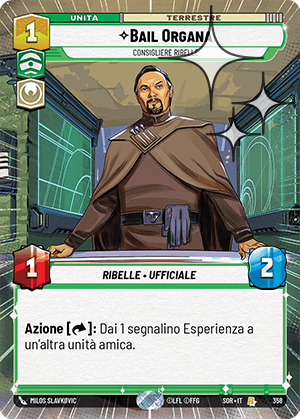 UNITÀ
TERRESTRE
1
Bail Organa
CONSIGLIERE RIBELLE
1
RIBELLE • UFFICIALE
2
Azione [↷]: Dai 1 segnalino Esperienza a
un'altra unità amica.
MILOS SLAVKOVIC
©LFL ©FFG
SOR•IT
358